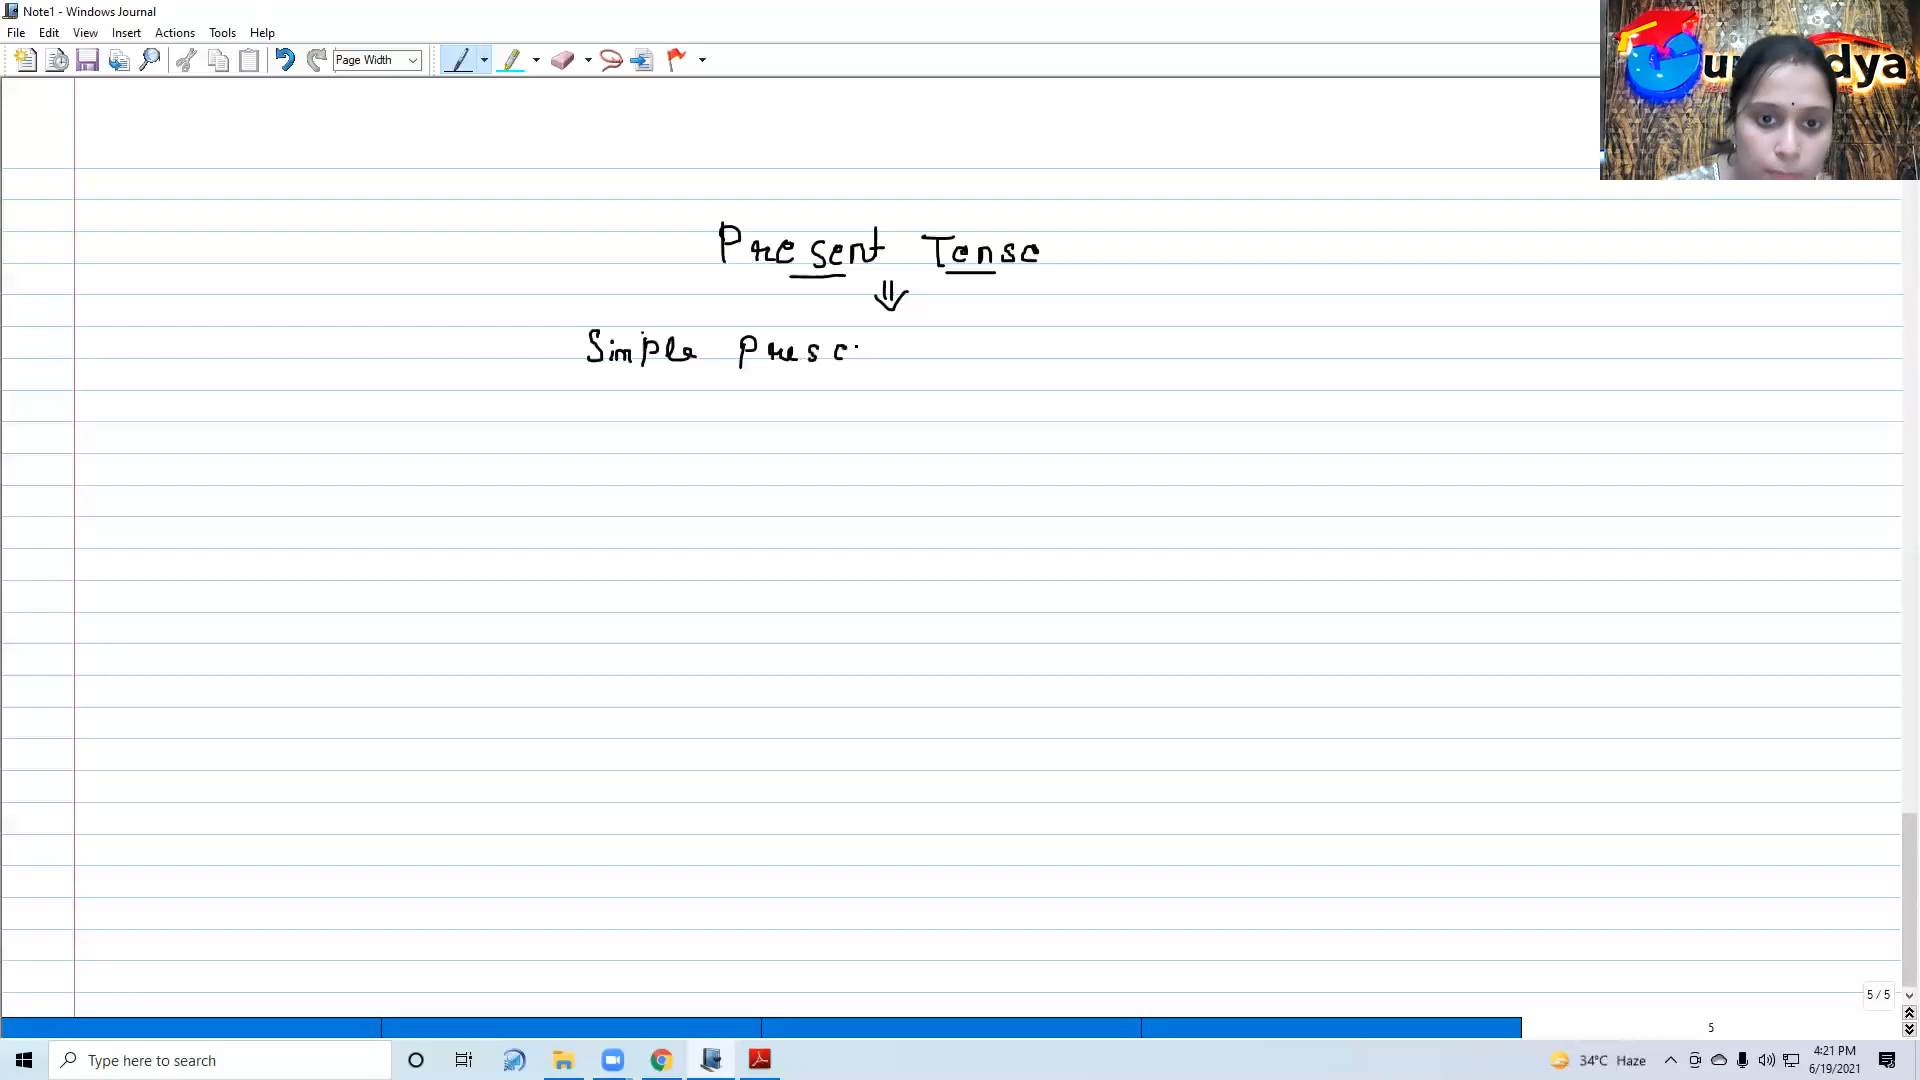 Note1 - Windows Journal
File Edit View Insert Actions Tools Help
Page Width
Present Tense
Simple Prese
5 / 5
5
Type here to search
34°C Haze
4:21 PM
6/19/2021